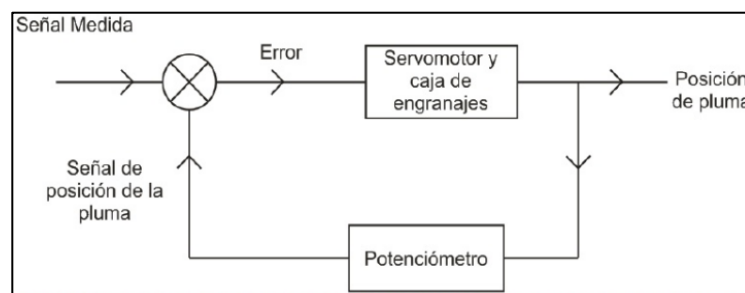 Señal Medida
Error
Servomotor y
caja de
engranajes
Posición
de pluma
Señal de
posición de la
pluma
Potenciómetro